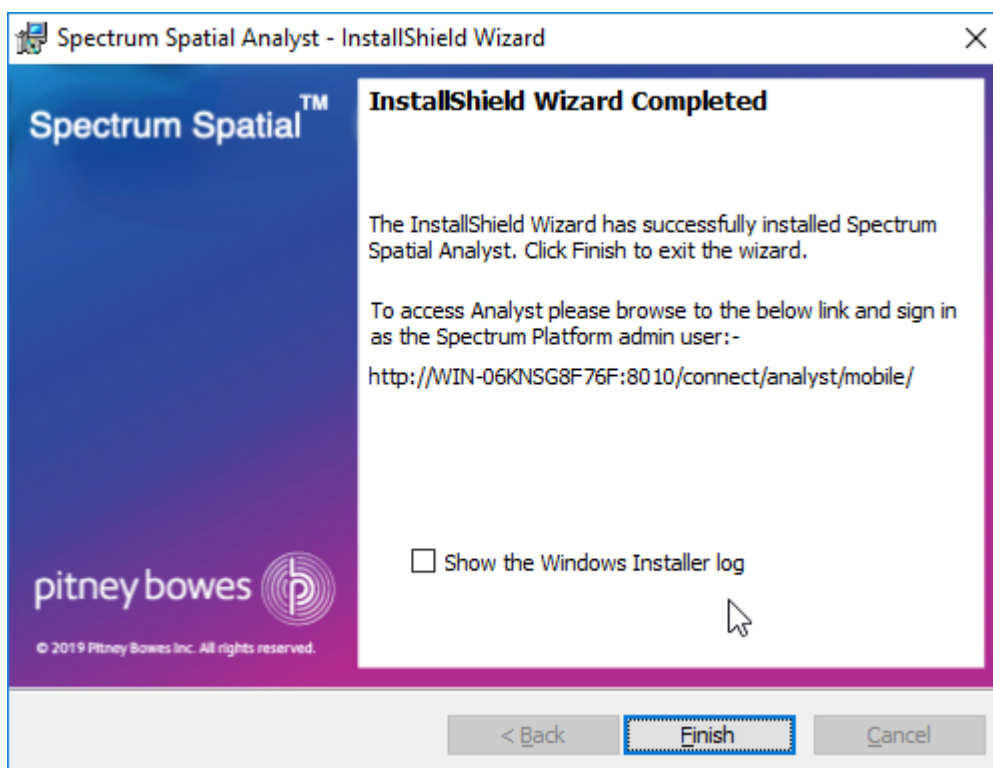 Spectrum Spatial Analyst - InstallShield Wizard
Spectrum Spatial™
InstallShield Wizard Completed
The InstallShield Wizard has successfully installed Spectrum
Spatial Analyst. Click Finish to exit the wizard.
To access Analyst please browse to the below link and sign in
as the Spectrum Platform admin user:-
http://WIN-06KNSG8F76F:8010/connect/analyst/mobile/
Show the Windows Installer log
pitney bowes
© 2019 Pitney Bowes Inc. All rights reserved.
< Back
Finish
Cancel